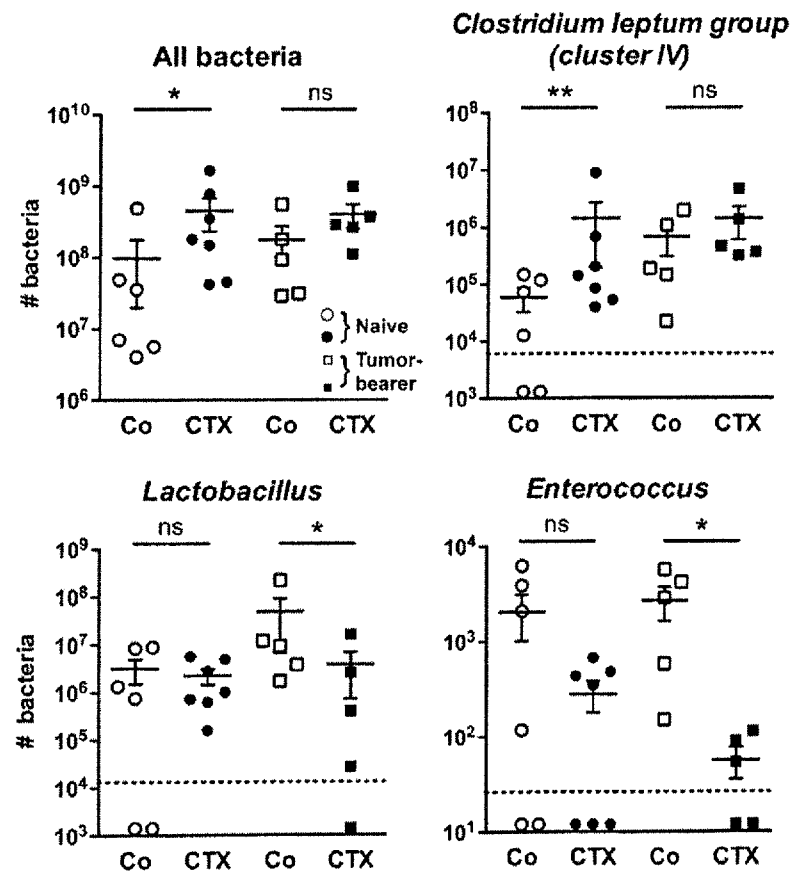 All bacteria
* ns
# bacteria
10^10
10^9
10^8
10^7
10^6
Naive
Tumor-
bearer
Co CTX Co CTX
Clostridium leptum group
(cluster IV)
** ns
10^8
10^7
10^6
10^5
10^4
10^3
Co CTX Co CTX
Lactobacillus
ns *
# bacteria
10^9
10^8
10^7
10^6
10^5
10^4
10^3
Co CTX Co CTX
Enterococcus
ns *
10^4
10^3
10^2
10^1
Co CTX Co CTX